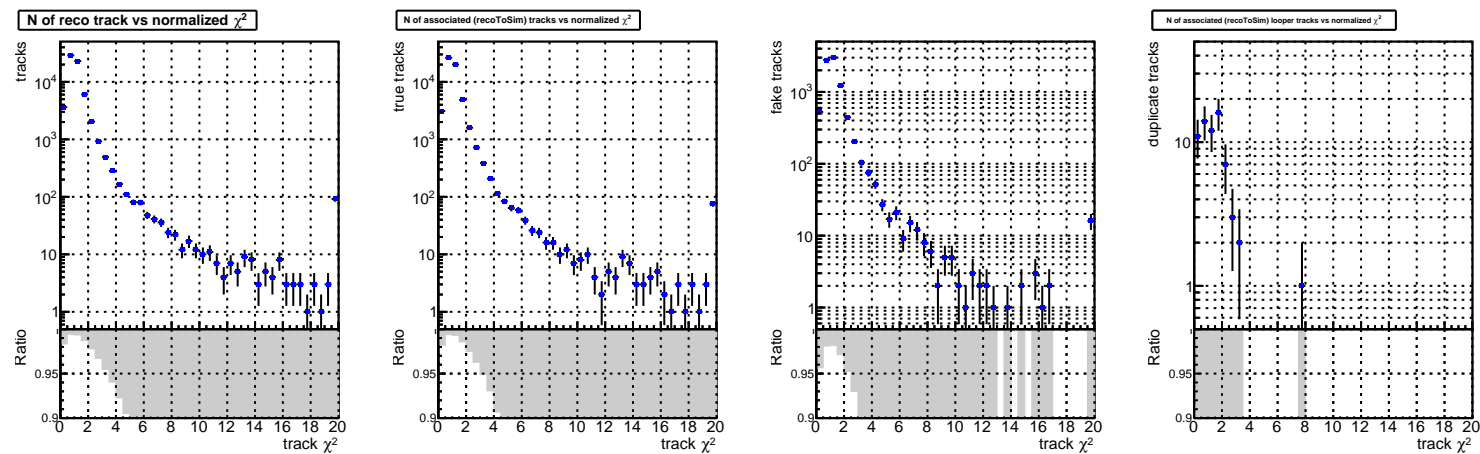 N of reco track vs normalized χ²
tracks
10⁴
10³
10²
10
1
Ratio
0.95
0.9
0 2 4 6 8 10 12 14 16 18 20
track χ²
N of associated (recoToSim) tracks vs normalized χ²
true tracks
10⁴
10³
10²
10
1
Ratio
0.95
0.9
0 2 4 6 8 10 12 14 16 18 20
track χ²
fake tracks
10³
10²
10
1
Ratio
0.95
0.9
0 2 4 6 8 10 12 14 16 18 20
track χ²
N of associated (recoToSim) looper tracks vs normalized χ²
duplicate tracks
10
1
Ratio
0.95
0.9
0 2 4 6 8 10 12 14 16 18 20
track χ²